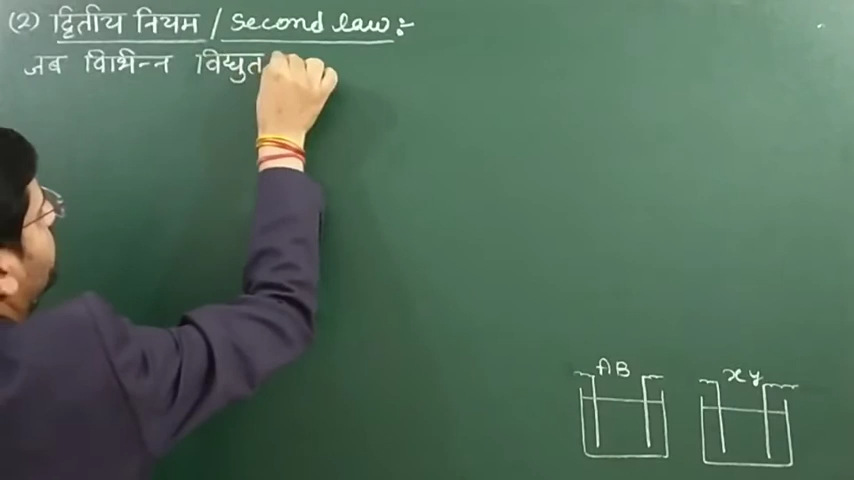 (2) द्वितीय नियम / Second law :-
जब विभिन्न विद्युत
AB
xy